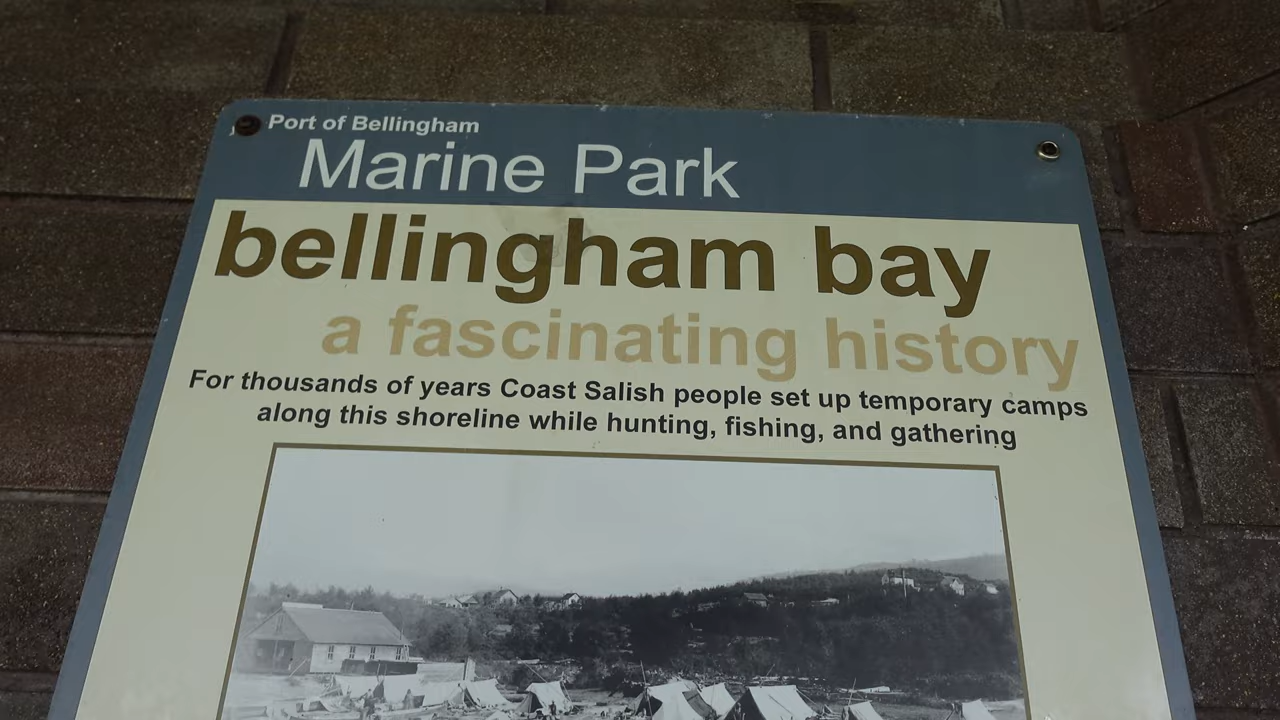 Port of Bellingham
Marine Park
bellingham bay
a fascinating history
For thousands of years Coast Salish people set up temporary camps
along this shoreline while hunting, fishing, and gathering